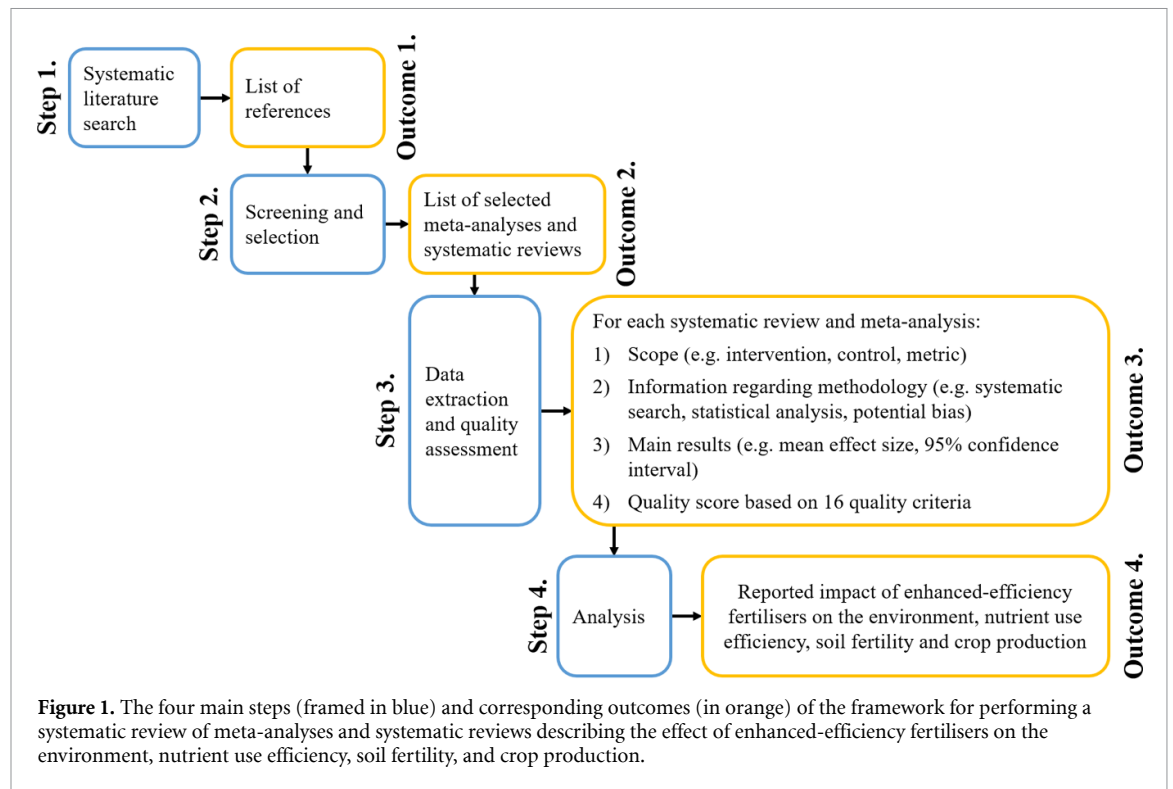 Step 1.
Systematic
literature
search
List of
references
Outcome 1.
Step 2.
Screening and
selection
List of selected
meta-analyses and
systematic reviews
Outcome 2.
Step 3.
Data
extraction
and quality
assessment
For each systematic review and meta-analysis:
1) Scope (e.g. intervention, control, metric)
2) Information regarding methodology (e.g. systematic
search, statistical analysis, potential bias)
3) Main results (e.g. mean effect size, 95% confidence
interval)
4) Quality score based on 16 quality criteria
Outcome 3.
Step 4.
Analysis
Reported impact of enhanced-efficiency
fertilisers on the environment, nutrient use
efficiency, soil fertility and crop production
Outcome 4.
Figure 1. The four main steps (framed in blue) and corresponding outcomes (in orange) of the framework for performing a
systematic review of meta-analyses and systematic reviews describing the effect of enhanced-efficiency fertilisers on the
environment, nutrient use efficiency, soil fertility, and crop production.